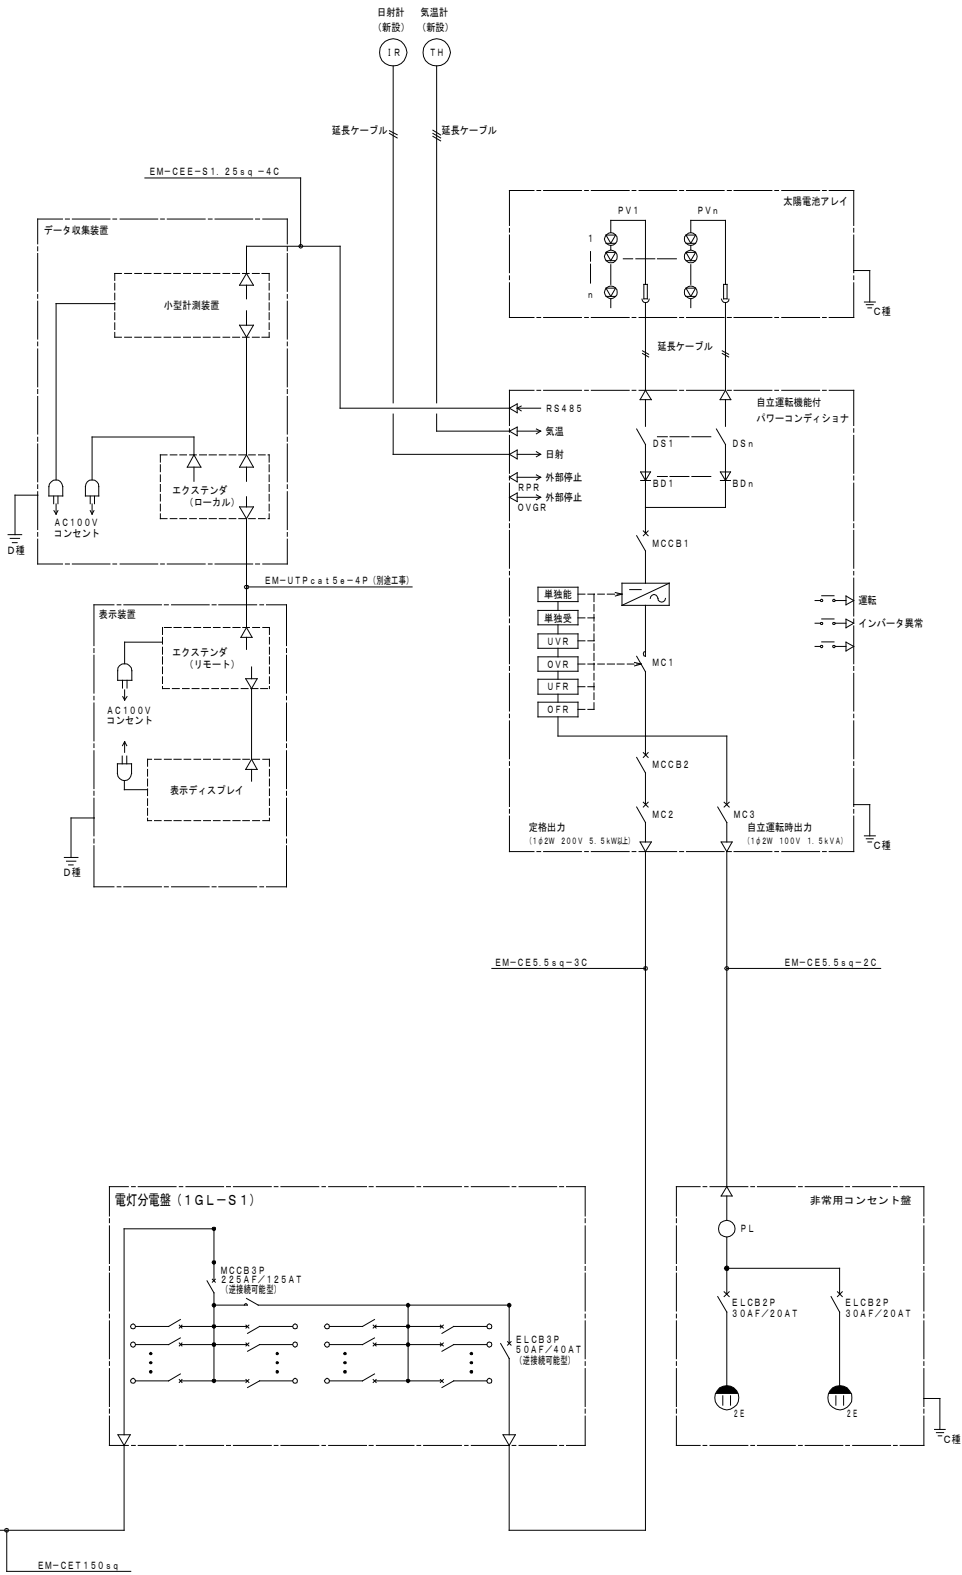 日射計
(新設)
気温計
(新設)
IR
TH
延長ケーブル
延長ケーブル
EM-CEE-S1.25sq-4C
データ収集装置
小型計測装置
エクステンダ
(ローカル)
AC100V
コンセント
D種
EM-UTPcat5e-4P(別途工事)
表示装置
エクステンダ
(リモート)
AC100V
コンセント
表示ディスプレイ
D種
太陽電池アレイ
PV1
PVn
1
n
C種
延長ケーブル
自立運転機能付
パワーコンディショナ
RS485
気温
日射
外部停止
RPR
外部停止
OVGR
DS1
DSn
BD1
BDn
MCCB1
単独能
単独受
UVR
OVR
UFR
OFR
MC1
運転
インバータ異常
MCCB2
MC2
MC3
定格出力
(1φ2W 200V 5.5kW以上)
自立運転時出力
(1φ2W 100V 1.5kVA)
C種
EM-CE5.5sq-3C
EM-CE5.5sq-2C
電灯分電盤(1GL-S1)
MCCB3P
225AF/125AT
(逆接続可能型)
ELCB3P
50AF/40AT
(逆接続可能型)
非常用コンセント盤
PL
ELCB2P
30AF/20AT
ELCB2P
30AF/20AT
2E
2E
C種
EM-CET150sq